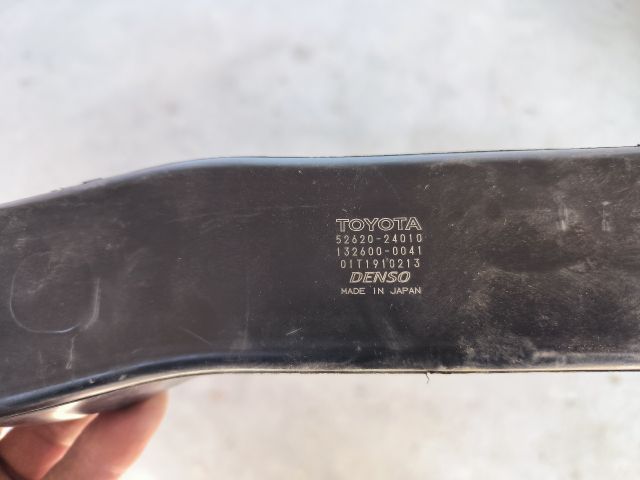 TOYOTA
52620-24010
132600-0041
01T1910213
DENSO
MADE IN JAPAN